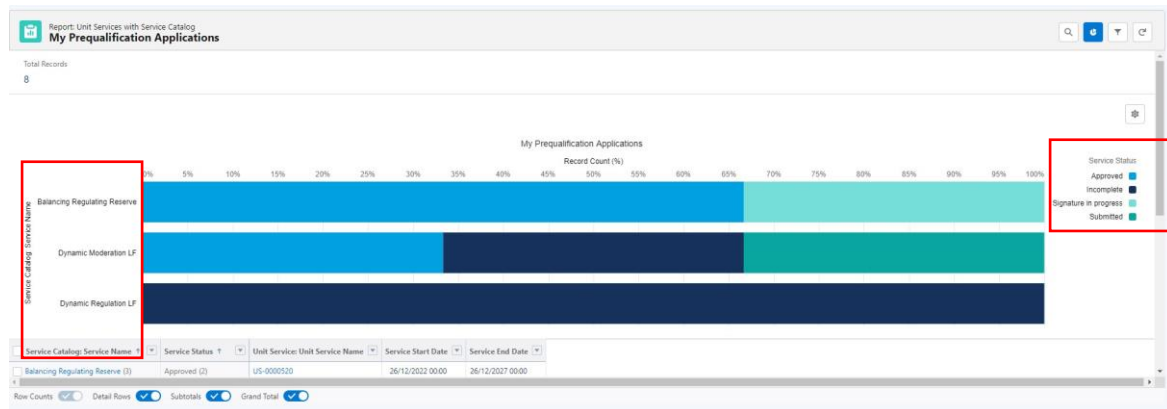 Report: Unit Services with Service Catalog
My Prequalification Applications
Total Records
8
My Prequalification Applications
Record Count (%)
0% 5% 10% 15% 20% 25% 30% 35% 40% 45% 50% 55% 60% 65% 70% 75% 80% 85% 90% 95% 100%
Service Catalog: Service Name
Balancing Regulating Reserve
Dynamic Moderation LF
Dynamic Regulation LF
Service Status
Approved
Incomplete
Signature in progress
Submitted
Service Catalog: Service Name ↑ Service Status ↑ Unit Service: Unit Service Name Service Start Date Service End Date
Balancing Regulating Reserve (3) Approved (2) US-0000520 26/12/2022 00:00 26/12/2027 00:00
Row Counts Detail Rows Subtotals Grand Total